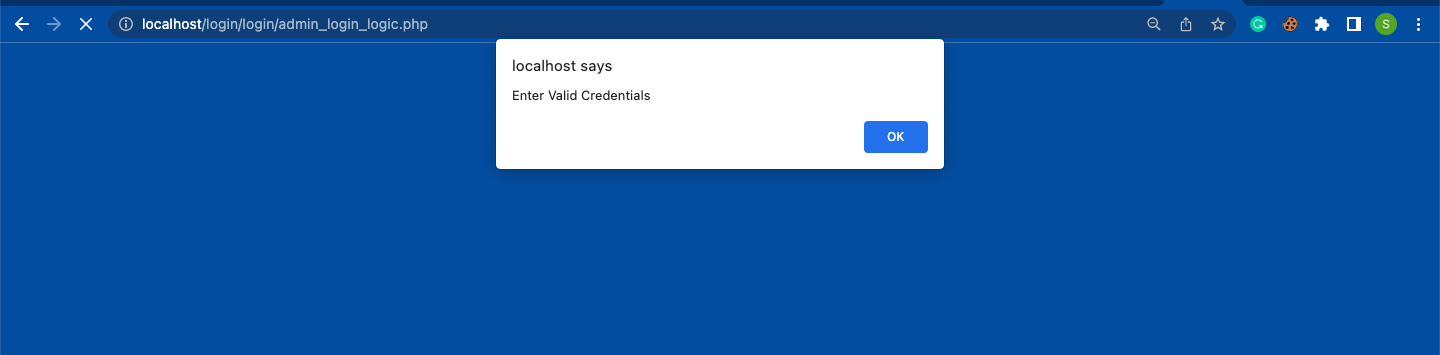 localhost/login/login/admin_login_logic.php
S
localhost says
Enter Valid Credentials
OK